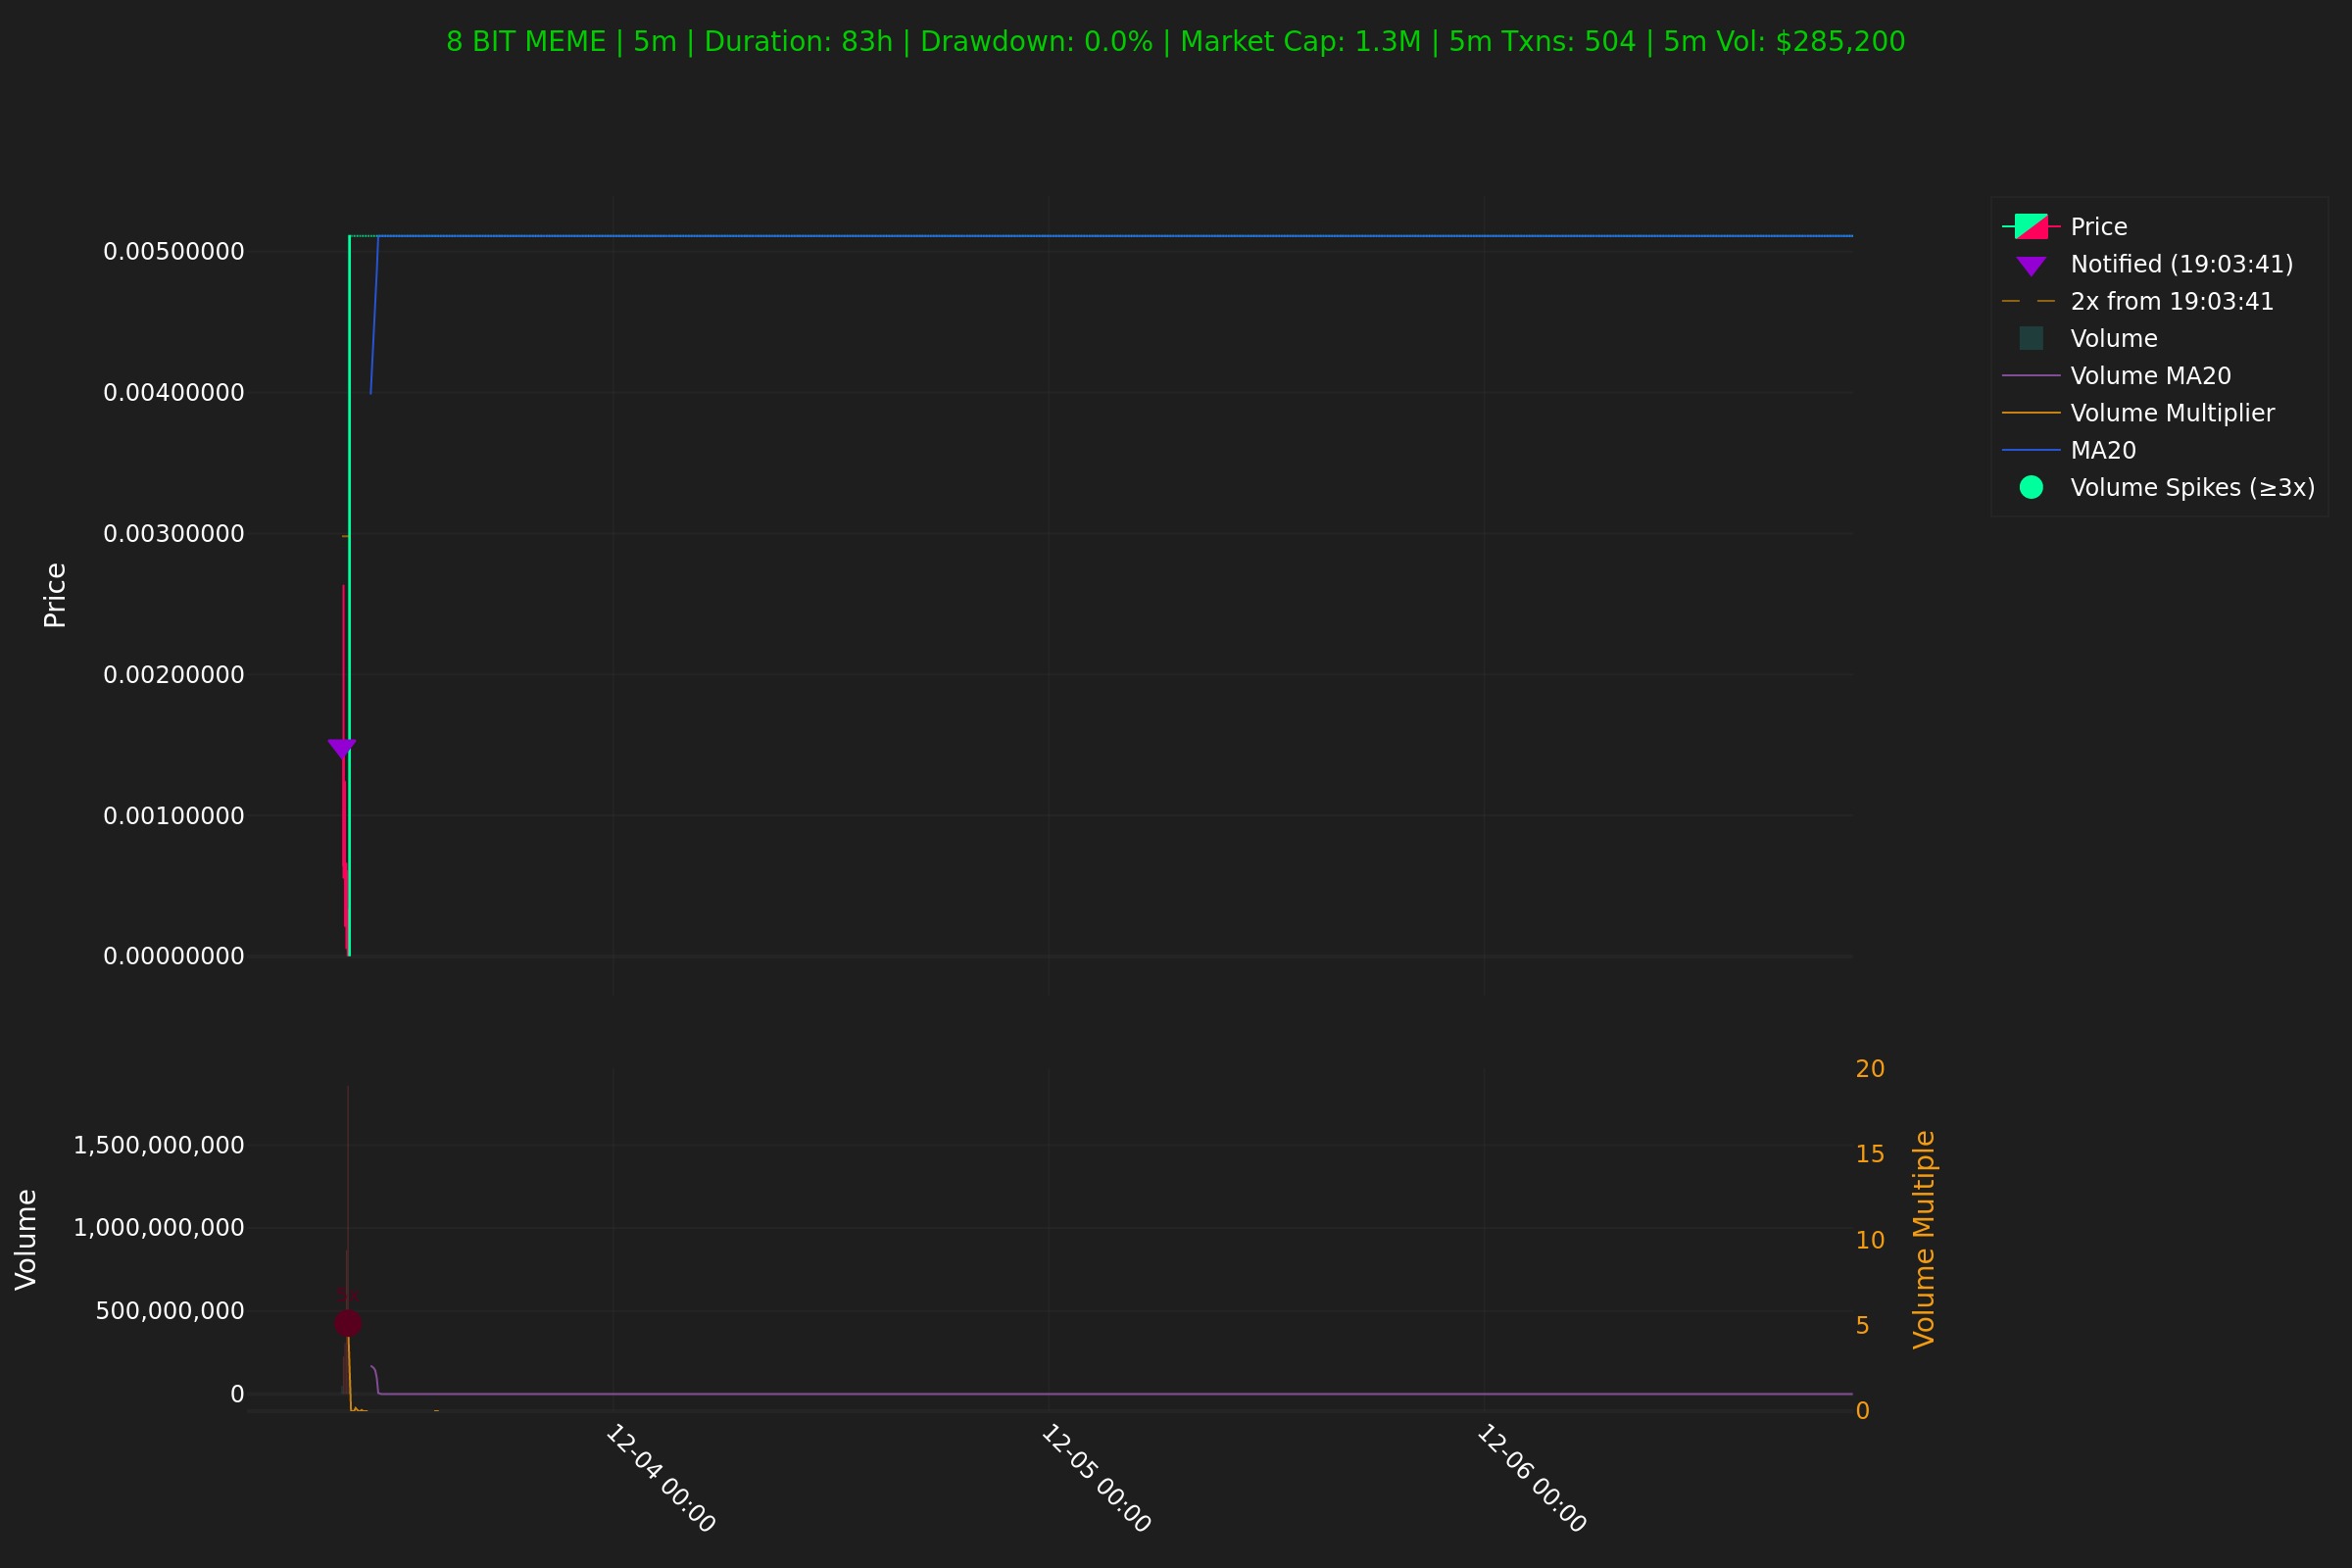 8 BIT MEME | 5m | Duration: 83h | Drawdown: 0.0% | Market Cap: 1.3M | 5m Txns: 504 | 5m Vol: $285,200
Price
Notified (19:03:41)
2x from 19:03:41
Volume
Volume MA20
Volume Multiplier
MA20
Volume Spikes (≥3x)
Price
0.00500000
0.00400000
0.00300000
0.00200000
0.00100000
0.00000000
Volume
1,500,000,000
1,000,000,000
500,000,000
0
20
15
10
5
0
Volume Multiple
12-04 00:00
12-05 00:00
12-06 00:00